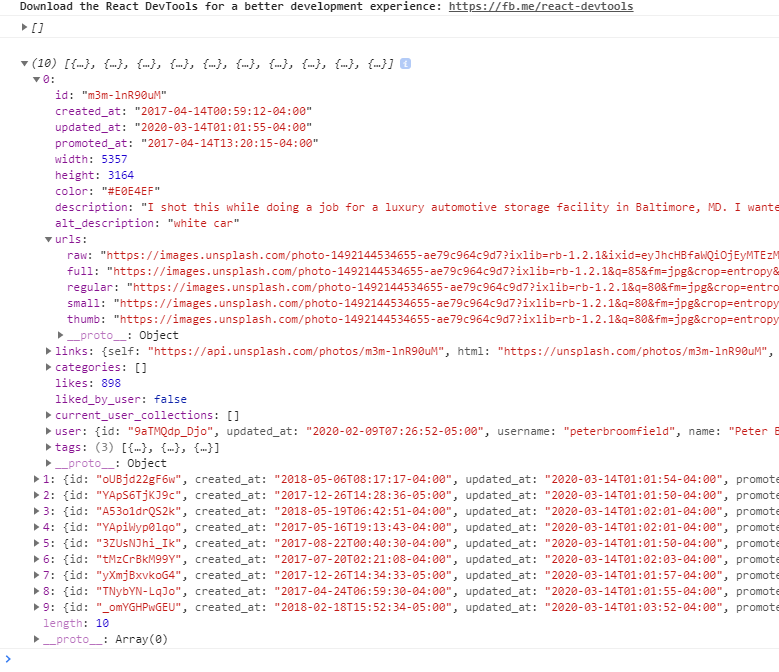 Download the React DevTools for a better development experience: https://fb.me/react-devtools
[]
(10) [{…}, {…}, {…}, {…}, {…}, {…}, {…}, {…}, {…}, {…}] i
0:
id: "m3m-lnR90uM"
created_at: "2017-04-14T00:59:12-04:00"
updated_at: "2020-03-14T01:01:55-04:00"
promoted_at: "2017-04-14T13:20:15-04:00"
width: 5357
height: 3164
color: "#E0E4EF"
description: "I shot this while doing a job for a luxury automotive storage facility in Baltimore, MD. I wante
alt_description: "white car"
urls:
raw: "https://images.unsplash.com/photo-1492144534655-ae79c964c9d7?ixlib=rb-1.2.1&ixid=eyJhcHBfaWQiOjEyMTEzM
full: "https://images.unsplash.com/photo-1492144534655-ae79c964c9d7?ixlib=rb-1.2.1&q=85&fm=jpg&crop=entropy&
regular: "https://images.unsplash.com/photo-1492144534655-ae79c964c9d7?ixlib=rb-1.2.1&q=80&fm=jpg&crop=entro
small: "https://images.unsplash.com/photo-1492144534655-ae79c964c9d7?ixlib=rb-1.2.1&q=80&fm=jpg&crop=entropy
thumb: "https://images.unsplash.com/photo-1492144534655-ae79c964c9d7?ixlib=rb-1.2.1&q=80&fm=jpg&crop=entropy
__proto__: Object
links: {self: "https://api.unsplash.com/photos/m3m-lnR90uM", html: "https://unsplash.com/photos/m3m-lnR90uM",
categories: []
likes: 898
liked_by_user: false
current_user_collections: []
user: {id: "9aTMQdp_Djo", updated_at: "2020-02-09T07:26:52-05:00", username: "peterbroomfield", name: "Peter B
tags: (3) [{…}, {…}, {…}]
__proto__: Object
1: {id: "oUBjd22gF6w", created_at: "2018-05-06T08:17:17-04:00", updated_at: "2020-03-14T01:01:54-04:00", promote
2: {id: "YApS6TjKJ9c", created_at: "2017-12-26T14:28:36-05:00", updated_at: "2020-03-14T01:01:50-04:00", promote
3: {id: "A53o1drQS2k", created_at: "2018-05-19T06:42:51-04:00", updated_at: "2020-03-14T01:02:01-04:00", promote
4: {id: "YApiWyp0lqo", created_at: "2017-05-16T19:13:43-04:00", updated_at: "2020-03-14T01:02:01-04:00", promote
5: {id: "3ZUsNJhi_Ik", created_at: "2017-08-22T00:40:30-04:00", updated_at: "2020-03-14T01:01:50-04:00", promote
6: {id: "tMzCrBkM99Y", created_at: "2017-07-20T02:21:08-04:00", updated_at: "2020-03-14T01:02:03-04:00", promote
7: {id: "yXmjBxvkoG4", created_at: "2017-12-26T14:34:33-05:00", updated_at: "2020-03-14T01:01:57-04:00", promote
8: {id: "TNybYN-LqJo", created_at: "2017-04-24T06:59:30-04:00", updated_at: "2020-03-14T01:01:55-04:00", promote
9: {id: "_omYGHPwGEU", created_at: "2018-02-18T15:52:34-05:00", updated_at: "2020-03-14T01:03:52-04:00", promote
length: 10
__proto__: Array(0)